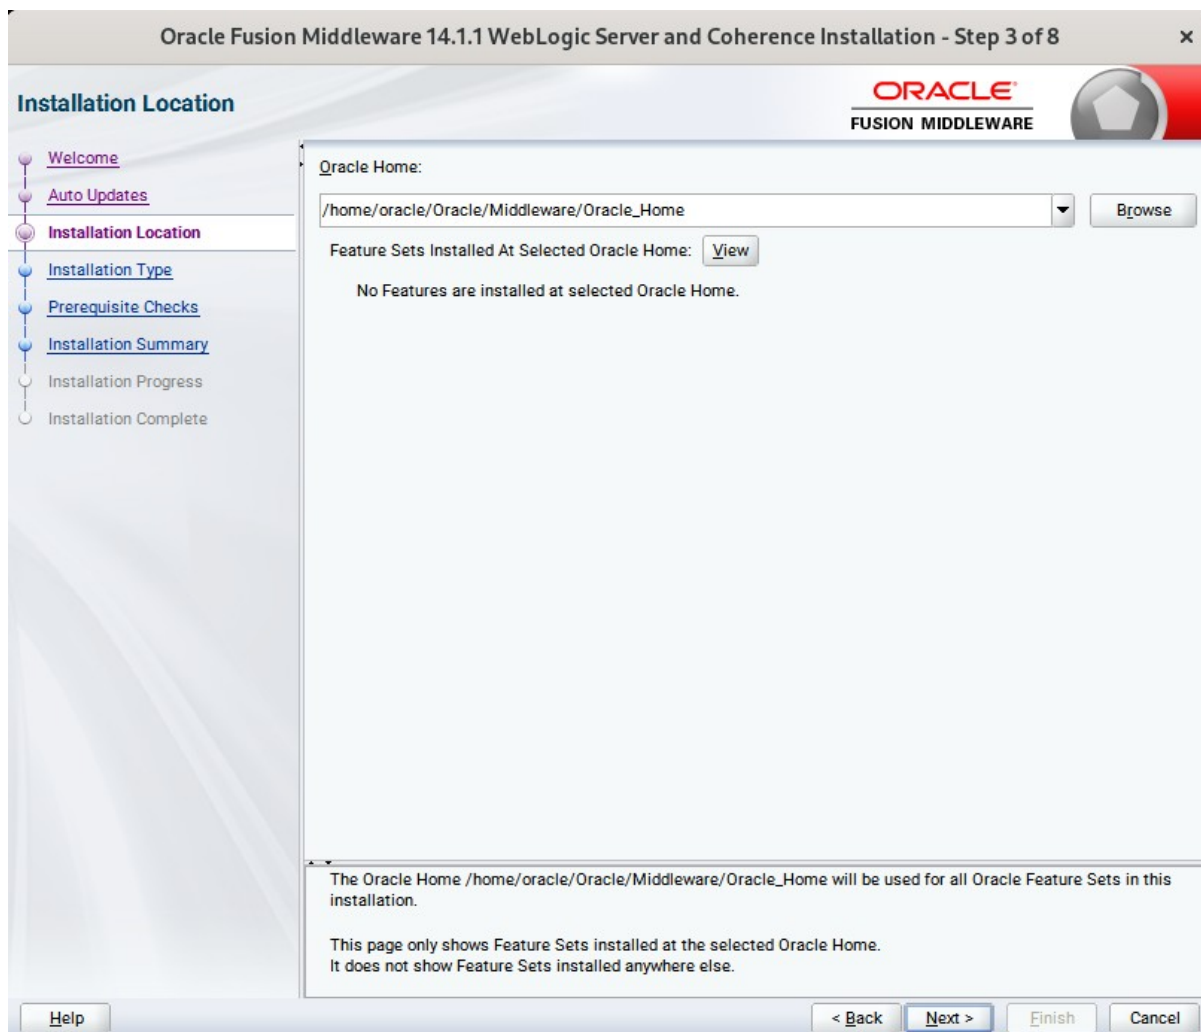 Oracle Fusion Middleware 14.1.1 WebLogic Server and Coherence Installation - Step 3 of 8
Installation Location
ORACLE
FUSION MIDDLEWARE
Welcome
Auto Updates
Installation Location
Installation Type
Prerequisite Checks
Installation Summary
Installation Progress
Installation Complete
Oracle Home:
/home/oracle/Oracle/Middleware/Oracle_Home
Browse
Feature Sets Installed At Selected Oracle Home: View
No Features are installed at selected Oracle Home.
The Oracle Home /home/oracle/Oracle/Middleware/Oracle_Home will be used for all Oracle Feature Sets in this
installation.
This page only shows Feature Sets installed at the selected Oracle Home.
It does not show Feature Sets installed anywhere else.
Help
< Back Next > Finish Cancel